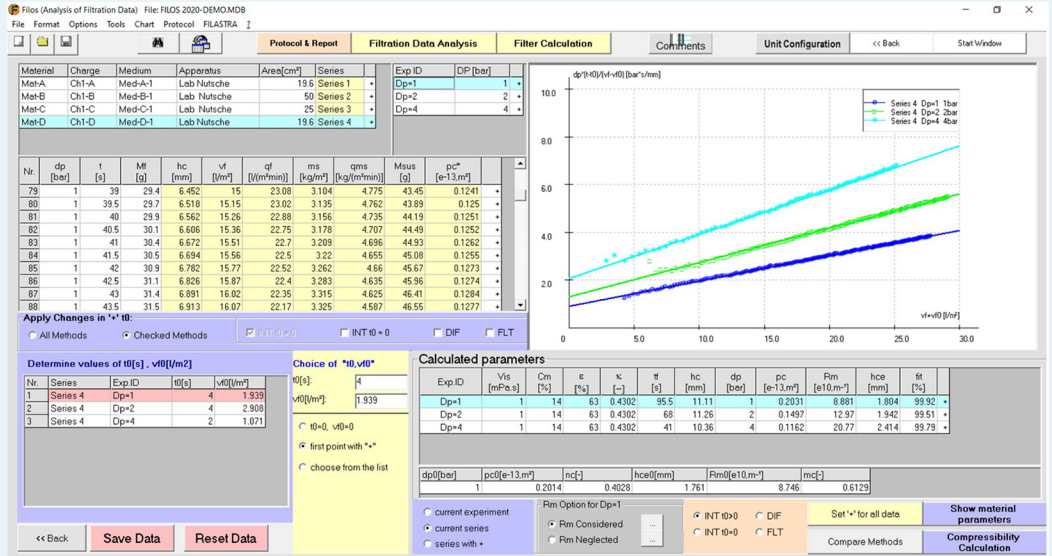 Filos (Analysis of Filtration Data) File: FILOS 2020-DEMO.MDB
File Format Options Tools Chart Protocol FILASTRA ?
Protocol & Report Filtration Data Analysis Filter Calculation Comments Unit Configuration << Back Start Window
Material Charge Medium Apparatus Area[cm²] Series
Mat-A Ch1-A Med-A-1 Lab Nutsche 19.6 Series 1 +
Mat-B Ch1-B Med-B-1 Lab Nutsche 50 Series 2 +
Mat-C Ch1-C Med-C-1 Lab Nutsche 25 Series 3 +
Mat-D Ch1-D Med-D-1 Lab Nutsche 19.6 Series 4 +
Exp.ID DP [bar]
Dp=1 1 +
Dp=2 2 +
Dp=4 4 +
Nr. dp [bar] t [s] Mf [g] hc [mm] vf [l/m²] qf [l/(m²min)] ms [kg/m²] qms [kg/(m²min)] Msus [g] pc* [e-13,m²]
79 1 39 29.4 6.452 15 23.08 3.104 4.775 43.45 0.1241 +
80 1 39.5 29.7 6.518 15.15 23.02 3.135 4.762 43.89 0.125 +
81 1 40 29.9 6.562 15.26 22.88 3.156 4.735 44.19 0.1251 +
82 1 40.5 30.1 6.606 15.36 22.75 3.178 4.707 44.49 0.1252 +
83 1 41 30.4 6.672 15.51 22.7 3.209 4.696 44.93 0.1262 +
84 1 41.5 30.5 6.694 15.56 22.5 3.22 4.655 45.08 0.1255 +
85 1 42 30.9 6.782 15.77 22.52 3.262 4.66 45.67 0.1273 +
86 1 42.5 31.1 6.826 15.87 22.4 3.283 4.635 45.96 0.1274 +
87 1 43 31.4 6.891 16.02 22.35 3.315 4.625 46.41 0.1284 +
88 1 43.5 31.5 6.913 16.07 22.17 3.325 4.587 46.55 0.1277 +
dp*(t-t0)/(vf-vf0) [bar*s/mm]
10.0
8.0
6.0
4.0
2.0
Series 4 Dp=1 1bar
Series 4 Dp=2 2bar
Series 4 Dp=4 4bar
vf+vf0 [l/m²]
0 5.0 10.0 15.0 20.0 25.0 30.0
Apply Changes in '+' t0:
All Methods Checked Methods INT t0 > 0 INT t0 = 0 DIF FLT
Determine values of t0[s] , vf0[l/m2]
Nr. Series Exp.ID t0[s] vf0[l/m²]
1 Series 4 Dp=1 4 1.939
2 Series 4 Dp=2 4 2.908
3 Series 4 Dp=4 2 1.071
<< Back Save Data Reset Data
Choice of "t0,vf0"
t0[s]: 4
vf0[l/m²]: 1.939
t0=0, vf0=0
first point with "+"
choose from the list
Calculated parameters
Exp.ID Vis [mPa.s] Cm [%] ε [%] κ [–] tf [s] hc [mm] dp [bar] pc [e-13,m²] Rm [e10,m-¹] hce [mm] fit [%]
Dp=1 1 14 63 0.4302 95.5 11.11 1 0.2031 8.881 1.804 99.92 +
Dp=2 1 14 63 0.4302 68 11.26 2 0.1497 12.97 1.942 99.51 +
Dp=4 1 14 63 0.4302 41 10.36 4 0.1162 20.77 2.414 99.79 +
dp0[bar] pc0[e-13,m²] nc[-] hce0[mm] Rm0[e10,m-¹] mc[-]
1 0.2014 0.4028 1.761 8.746 0.6129
current experiment
current series
series with +
Rm Option for Dp=1
Rm Considered ...
Rm Neglected ...
INT t0>0 DIF
INT t0=0 FLT
Set '+' for all data
Compare Methods
Show material parameters
Compressibility Calculation